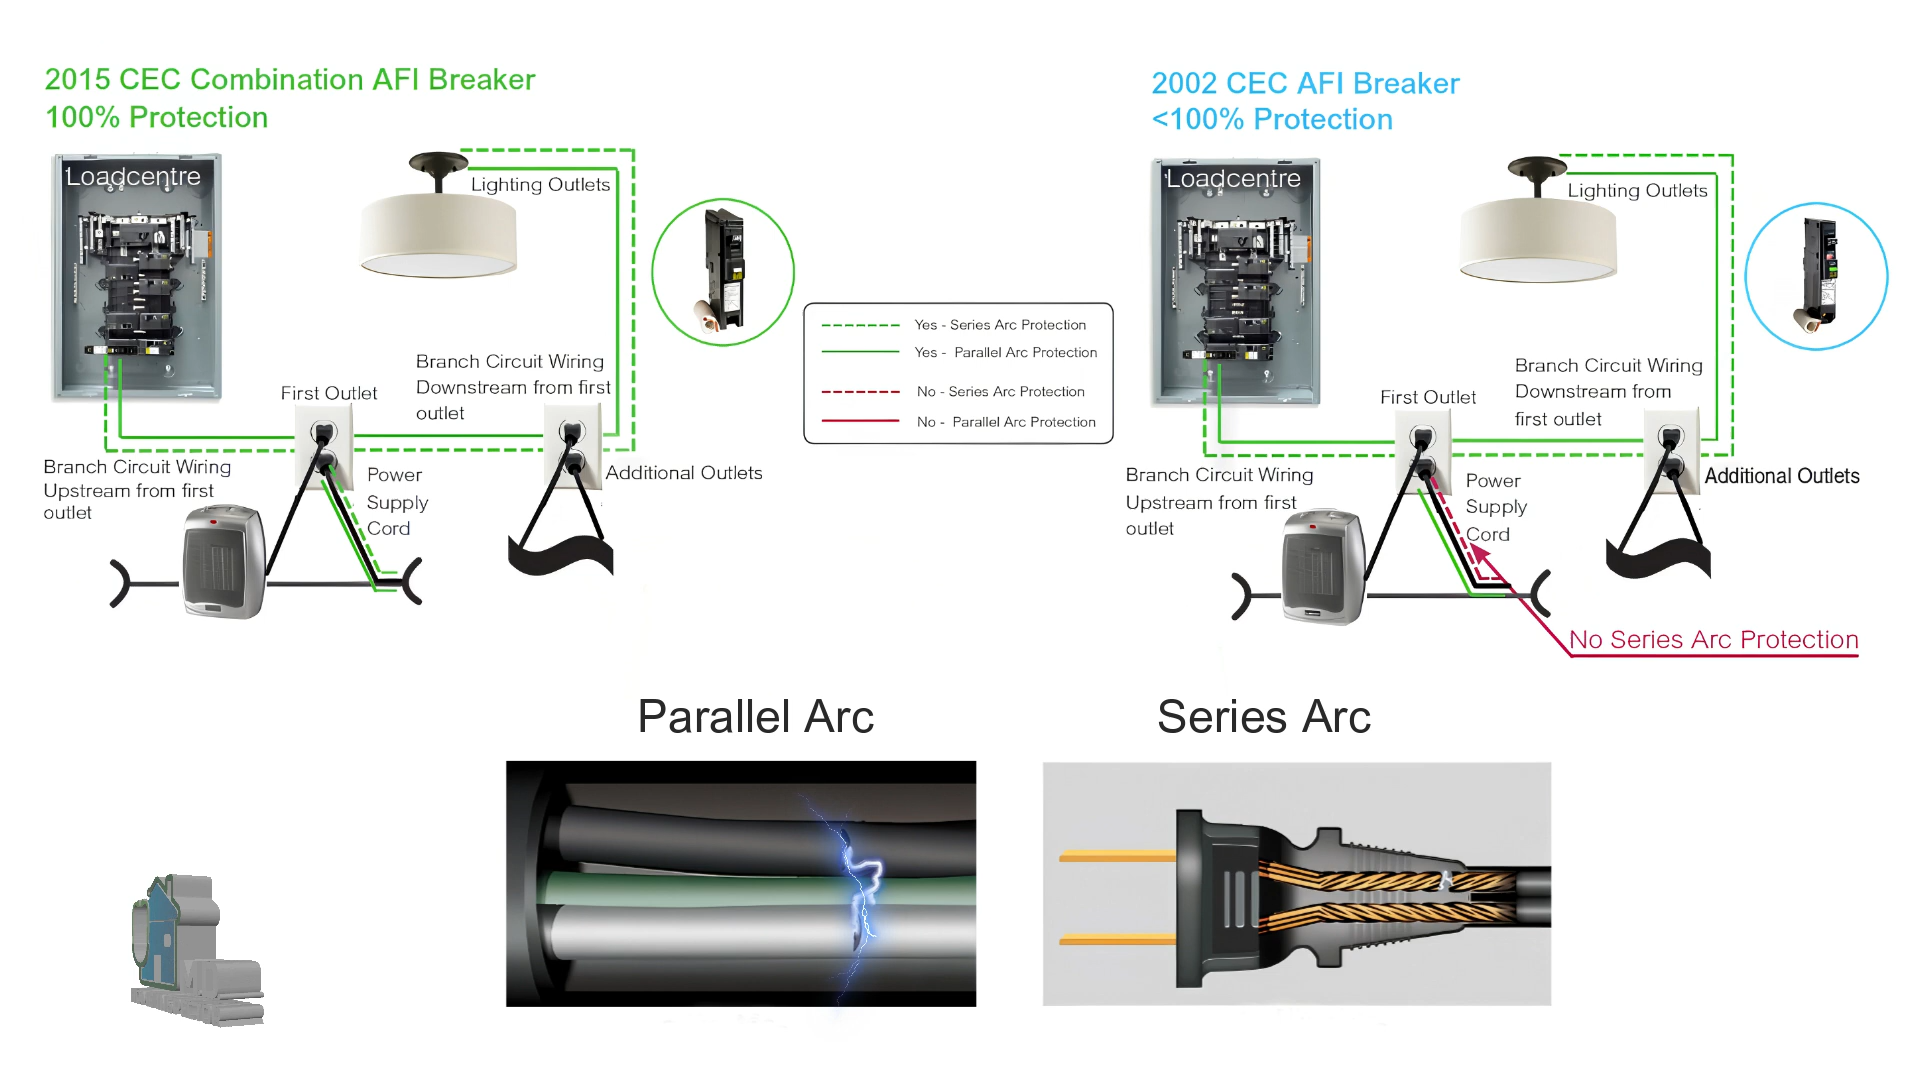 2015 CEC Combination AFI Breaker
100% Protection
Loadcentre
Lighting Outlets
Branch Circuit Wiring
Downstream from first
outlet
First Outlet
Branch Circuit Wiring
Upstream from first
outlet
Power
Supply
Cord
Additional Outlets
Yes - Series Arc Protection
Yes - Parallel Arc Protection
No - Series Arc Protection
No - Parallel Arc Protection
2002 CEC AFI Breaker
<100% Protection
Loadcentre
Lighting Outlets
Branch Circuit Wiring
Downstream from
first outlet
First Outlet
Branch Circuit Wiring
Upstream from first
outlet
Power
Supply
Cord
Additional Outlets
No Series Arc Protection
Parallel Arc
Series Arc